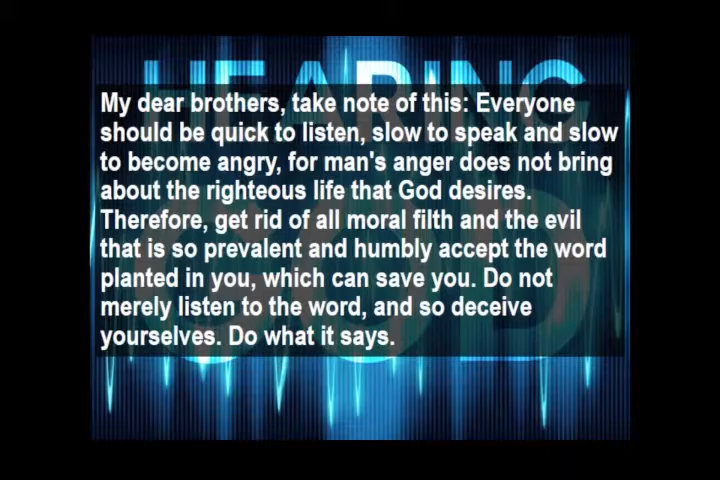 HEARING
My dear brothers, take note of this: Everyone
should be quick to listen, slow to speak and slow
to become angry, for man's anger does not bring
about the righteous life that God desires.
Therefore, get rid of all moral filth and the evil
that is so prevalent and humbly accept the word
planted in you, which can save you. Do not
merely listen to the word, and so deceive
yourselves. Do what it says.
GOD